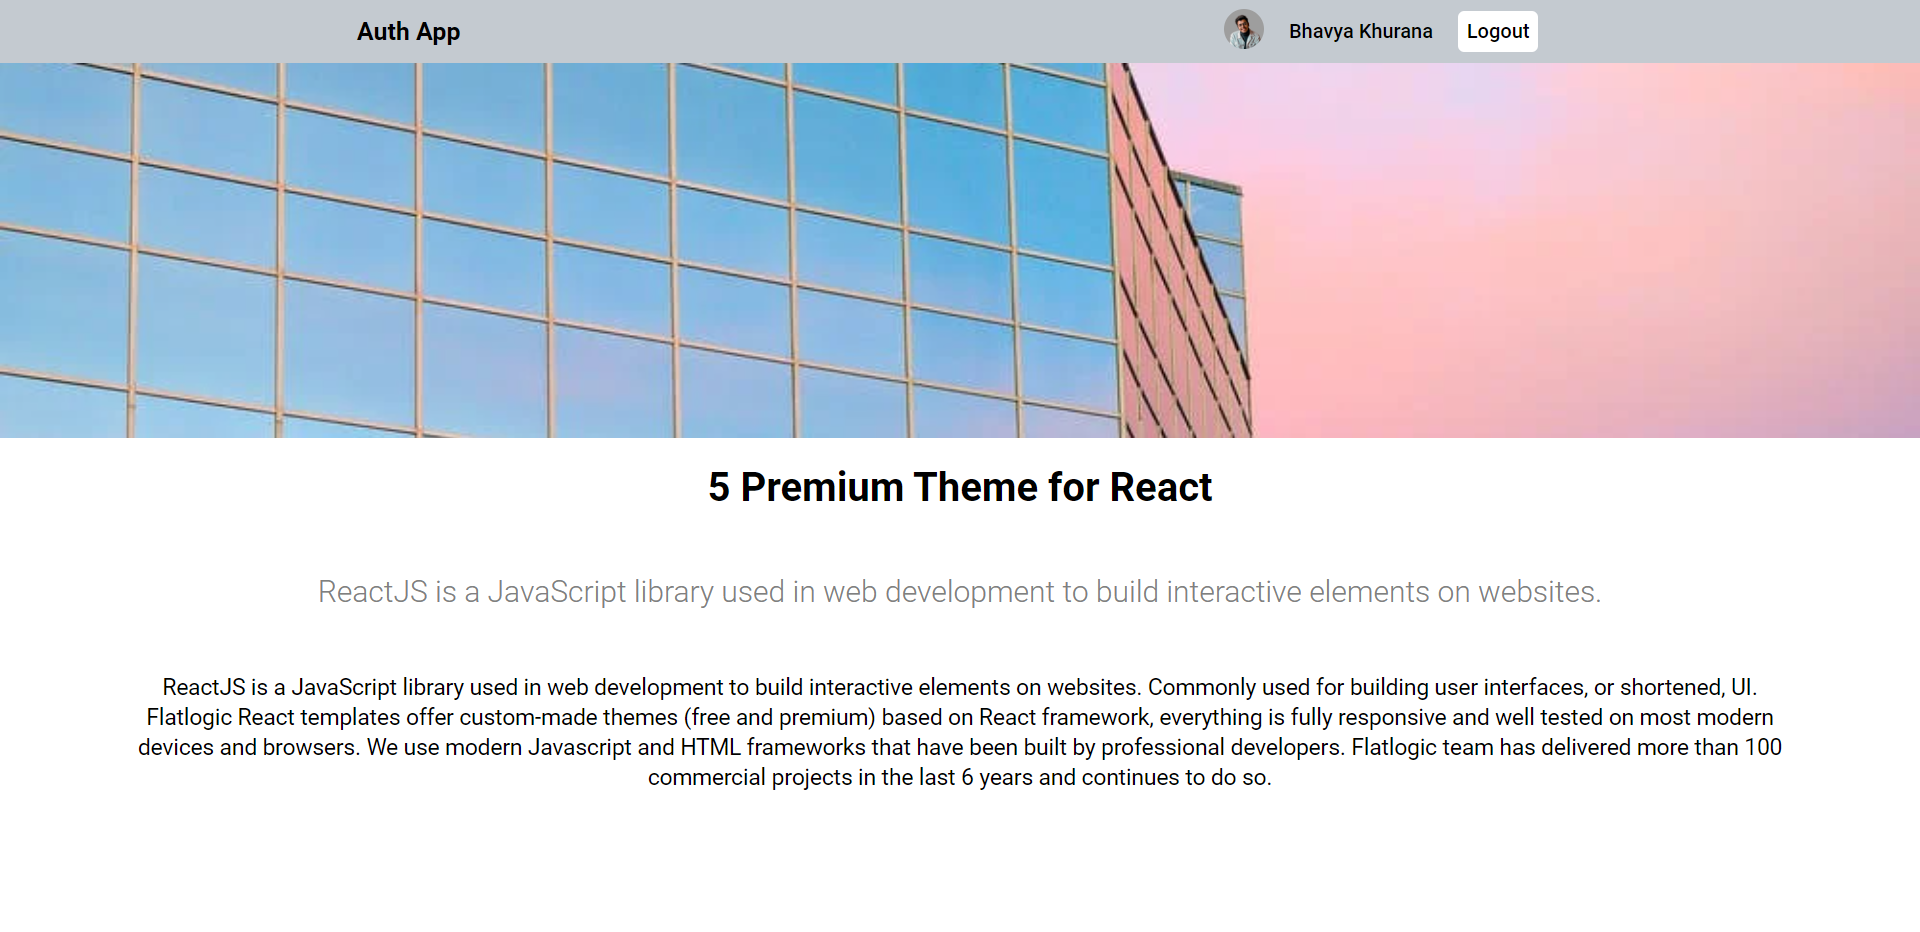 Auth App
Bhavya Khurana
Logout
5 Premium Theme for React
ReactJS is a JavaScript library used in web development to build interactive elements on websites.
ReactJS is a JavaScript library used in web development to build interactive elements on websites. Commonly used for building user interfaces, or shortened, UI.
Flatlogic React templates offer custom-made themes (free and premium) based on React framework, everything is fully responsive and well tested on most modern
devices and browsers. We use modern Javascript and HTML frameworks that have been built by professional developers. Flatlogic team has delivered more than 100
commercial projects in the last 6 years and continues to do so.